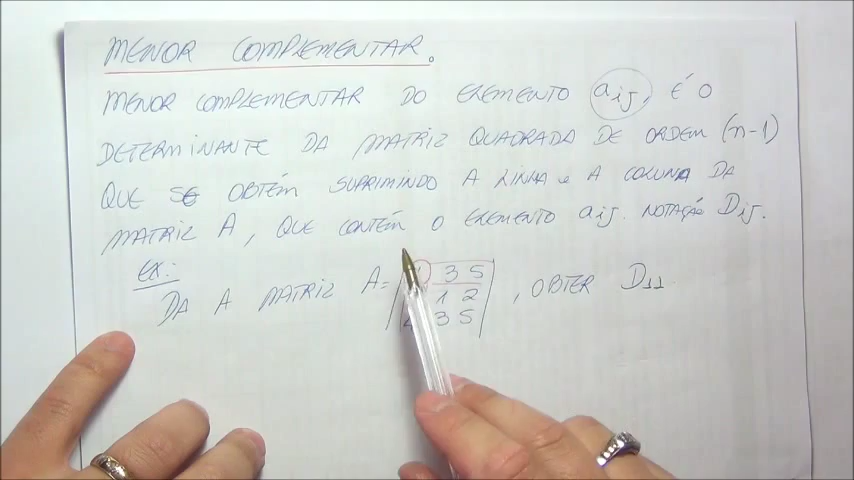 MENOR COMPLEMENTAR.
MENOR COMPLEMENTAR DO ELEMENTO aij, É O
DETERMINANTE DA MATRIZ QUADRADA DE ORDEM (n-1)
QUE SE OBTÉM SUPRIMINDO A LINHA e A COLUNA DA
MATRIZ A, QUE CONTÉM O ELEMENTO aij. NOTAÇÃO Dij.
EX:
DA A MATRIZ A= 3 5 , OBTER D11.
1 2
3 5